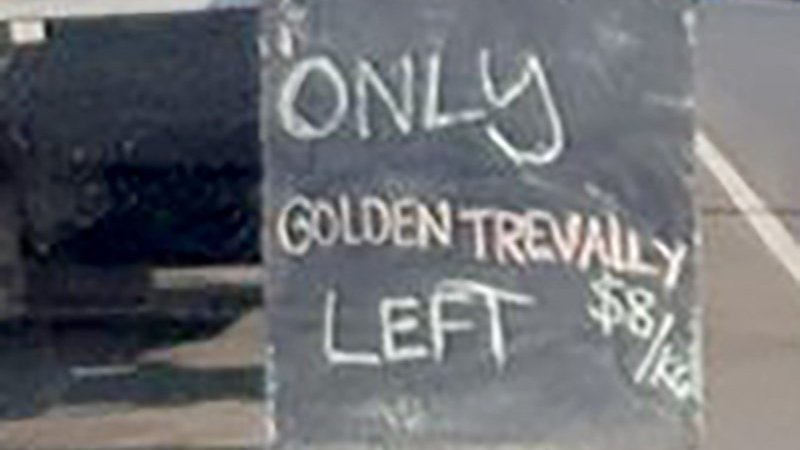 ONLY
GOLDEN TREVALLY
LEFT
$8/KG